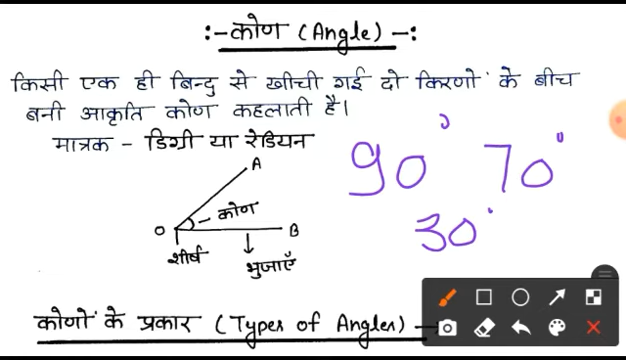 :-कोण (Angle)-:
किसी एक ही बिन्दु से खीची गई दो किरणो के बीच
बनी आकृति कोण कहलाती है।
मात्रक - डिग्री या रेडियन
90° 70°
A
कोण
30°
O B
शीर्ष भुजाएँ
कोणों के प्रकार (Types of Angles) -